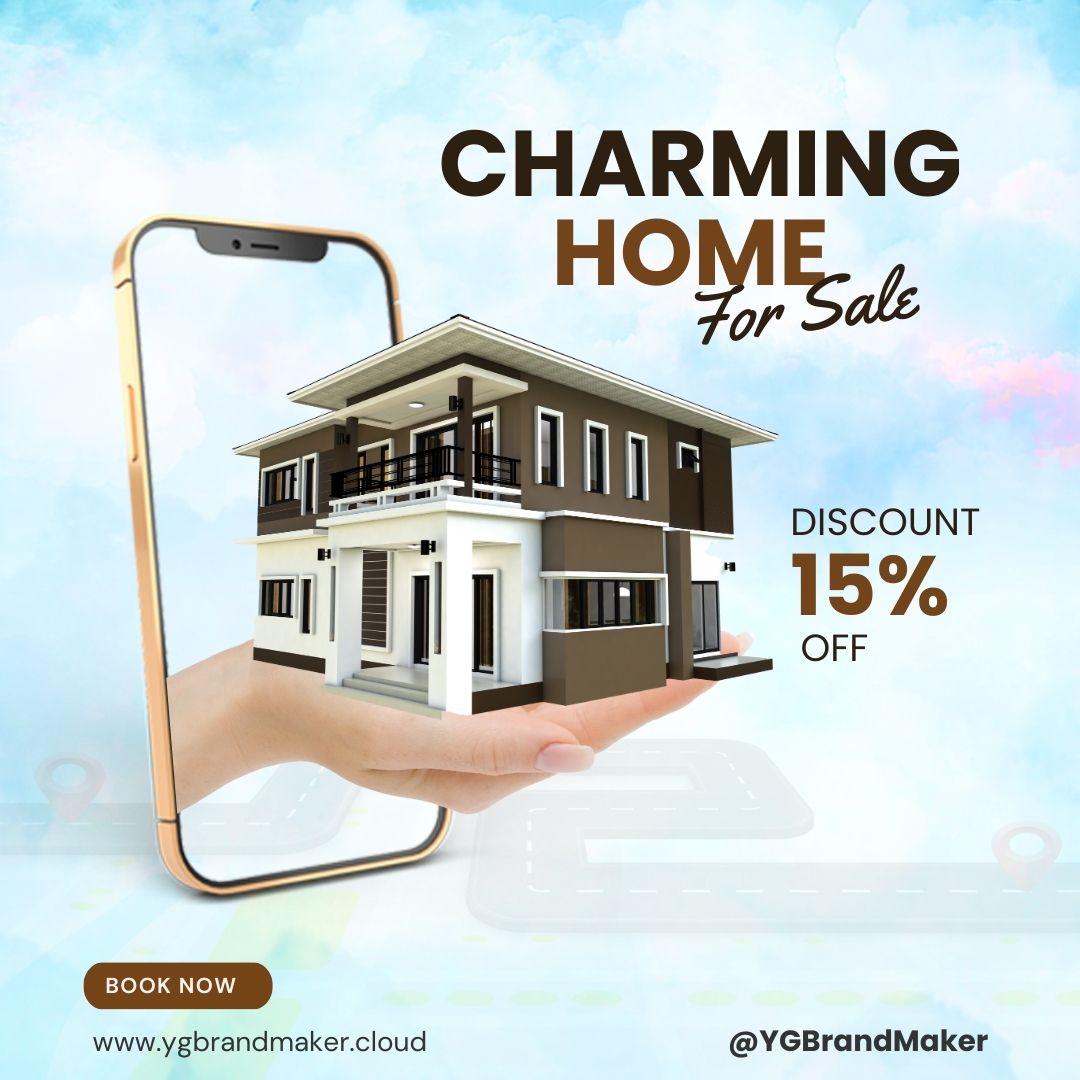 CHARMING
HOME
For Sale
DISCOUNT
15%
OFF
BOOK NOW
www.ygbrandmaker.cloud
@YGBrandMaker